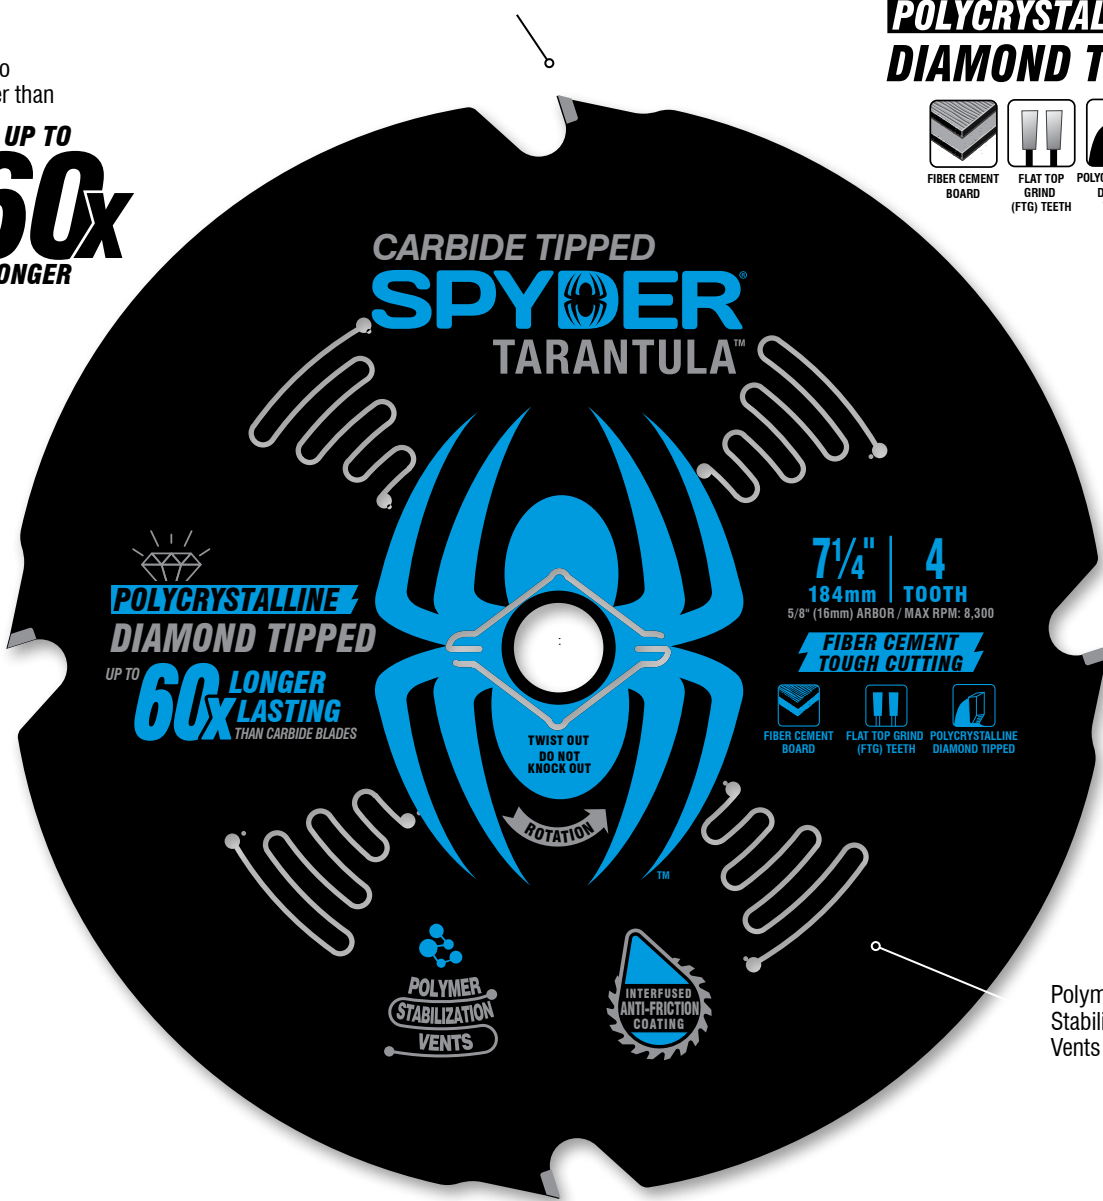 er than
UP TO
60x
POLYCRYSTAL
DIAMOND T
FIBER CEMENT
BOARD
FLAT TOP
GRIND
(FTG) TEETH
CARBIDE TIPPED
SPYDER®
TARANTULA™
POLYCRYSTALLINE
DIAMOND TIPPED
UP TO
60x LONGER
LASTING
THAN CARBIDE BLADES
7¼" | 4
184mm | TOOTH
5/8" (16mm) ARBOR / MAX RPM: 8,300
FIBER CEMENT
TOUGH CUTTING
FIBER CEMENT
BOARD
FLAT TOP GRIND
(FTG) TEETH
POLYCRYSTALLINE
DIAMOND TIPPED
TWIST OUT
DO NOT
KNOCK OUT
ROTATION
™
POLYMER
STABILIZATION
VENTS
INTERFUSED
ANTI-FRICTION
COATING
Polym
Stabili
Vents